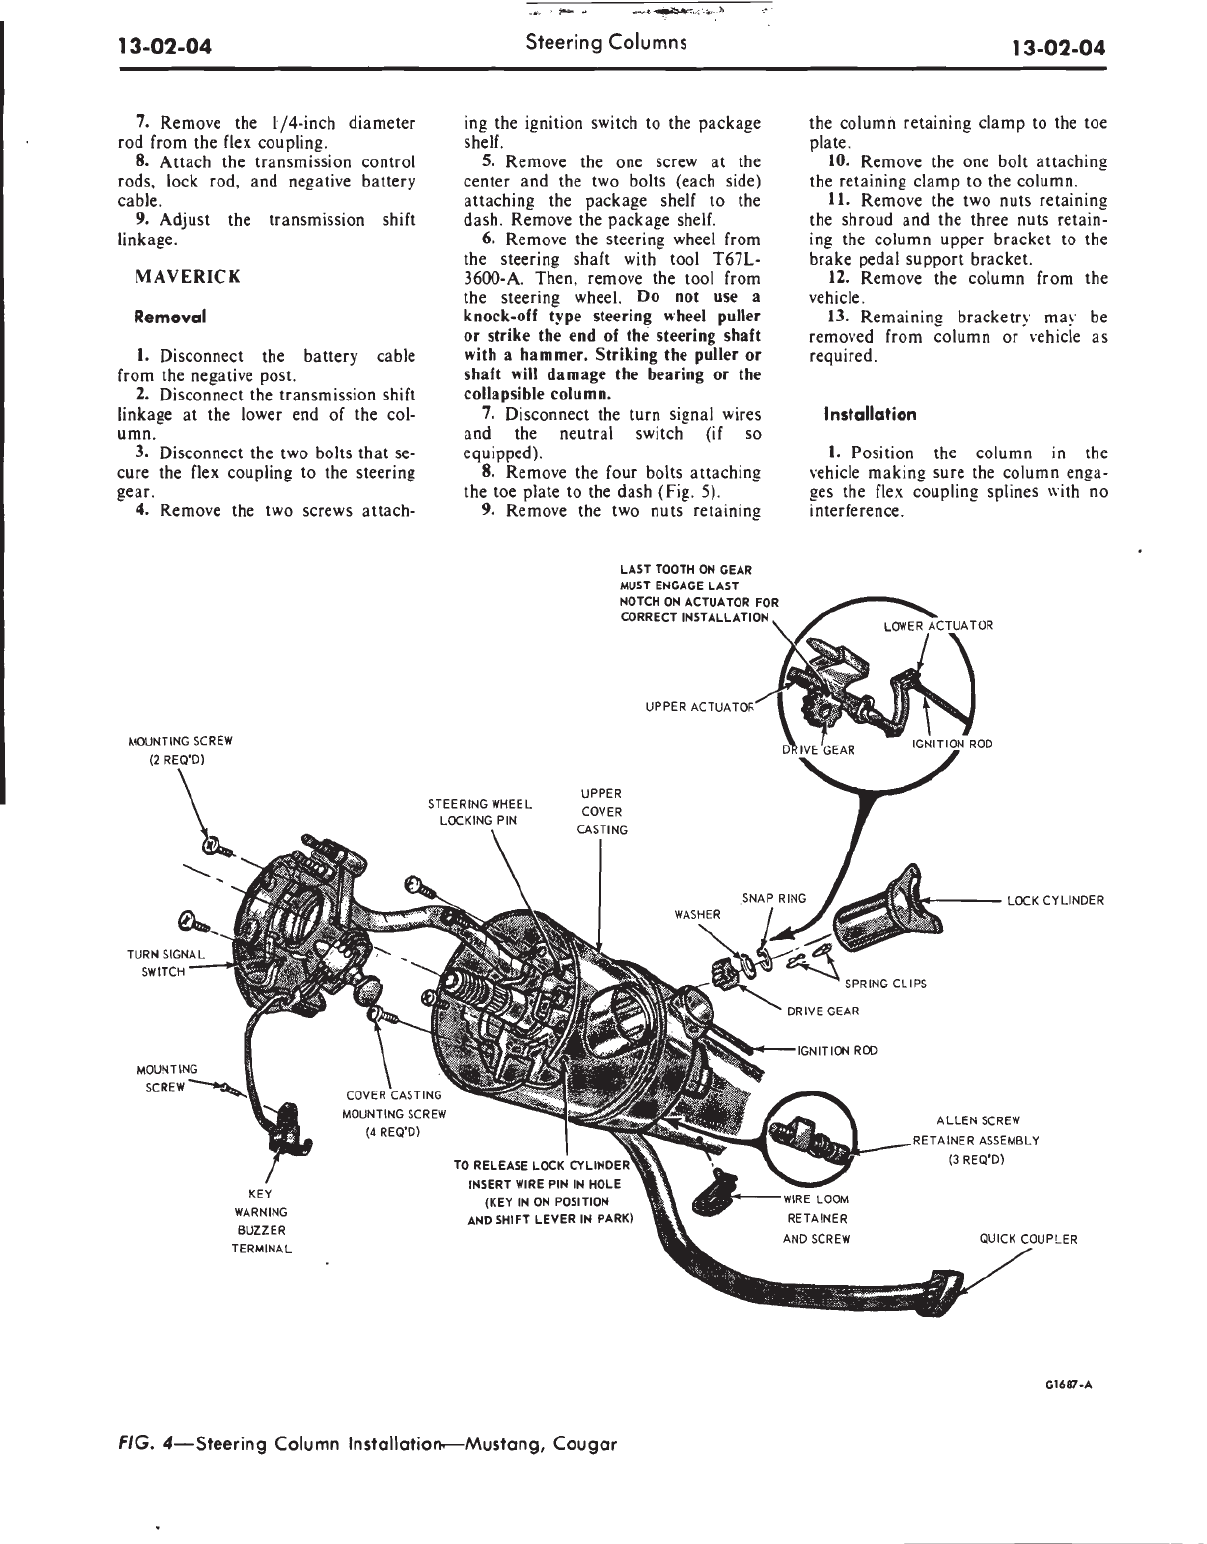 13-02-04
Steering Columns
13-02-04
7. Remove the 1/4-inch diameter
rod from the flex coupling.
8. Attach the transmission control
rods, lock rod, and negative battery
cable.
9. Adjust the transmission shift
linkage.
MAVERICK
Removal
1. Disconnect the battery cable
from the negative post.
2. Disconnect the transmission shift
linkage at the lower end of the col-
umn.
3. Disconnect the two bolts that se-
cure the flex coupling to the steering
gear.
4. Remove the two screws attach-
ing the ignition switch to the package
shelf.
5. Remove the one screw at the
center and the two bolts (each side)
attaching the package shelf to the
dash. Remove the package shelf.
6. Remove the steering wheel from
the steering shaft with tool T67L-
3600-A. Then, remove the tool from
the steering wheel. Do not use a
knock-off type steering wheel puller
or strike the end of the steering shaft
with a hammer. Striking the puller or
shaft will damage the bearing or the
collapsible column.
7. Disconnect the turn signal wires
and the neutral switch (if so
equipped).
8. Remove the four bolts attaching
the toe plate to the dash (Fig. 5).
9. Remove the two nuts retaining
the column retaining clamp to the toe
plate.
10. Remove the one bolt attaching
the retaining clamp to the column.
11. Remove the two nuts retaining
the shroud and the three nuts retain-
ing the column upper bracket to the
brake pedal support bracket.
12. Remove the column from the
vehicle.
13. Remaining bracketry may be
removed from column or vehicle as
required.
Installation
1. Position the column in the
vehicle making sure the column enga-
ges the flex coupling splines with no
interference.
LAST TOOTH ON GEAR
MUST ENGAGE LAST
NOTCH ON ACTUATOR FOR
CORRECT INSTALLATION
LOWER ACTUATOR
UPPER ACTUATOR
DRIVE GEAR
IGNITION ROD
MOUNTING SCREW
(2 REQ'D)
STEERING WHEEL
LOCKING PIN
UPPER
COVER
CASTING
WASHER
SNAP RING
LOCK CYLINDER
TURN SIGNAL
SWITCH
SPRING CLIPS
DRIVE GEAR
IGNITION ROD
MOUNTING
SCREW
COVER CASTING
MOUNTING SCREW
(4 REQ'D)
ALLEN SCREW
RETAINER ASSEMBLY
(3 REQ'D)
TO RELEASE LOCK CYLINDER
INSERT WIRE PIN IN HOLE
(KEY IN ON POSITION
AND SHIFT LEVER IN PARK)
KEY
WARNING
BUZZER
TERMINAL
WIRE LOOM
RETAINER
AND SCREW
QUICK COUPLER
G1687-A
FIG. 4—Steering Column Installation—Mustang, Cougar